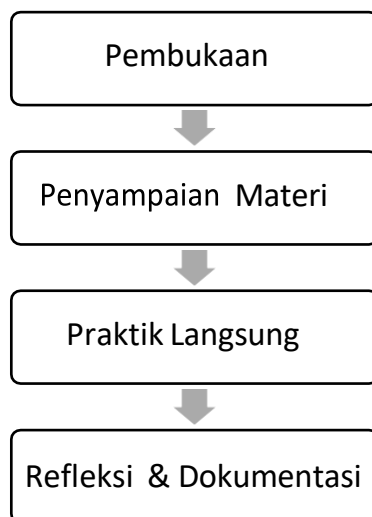 Pembukaan
Penyampaian Materi
Praktik Langsung
Refleksi & Dokumentasi